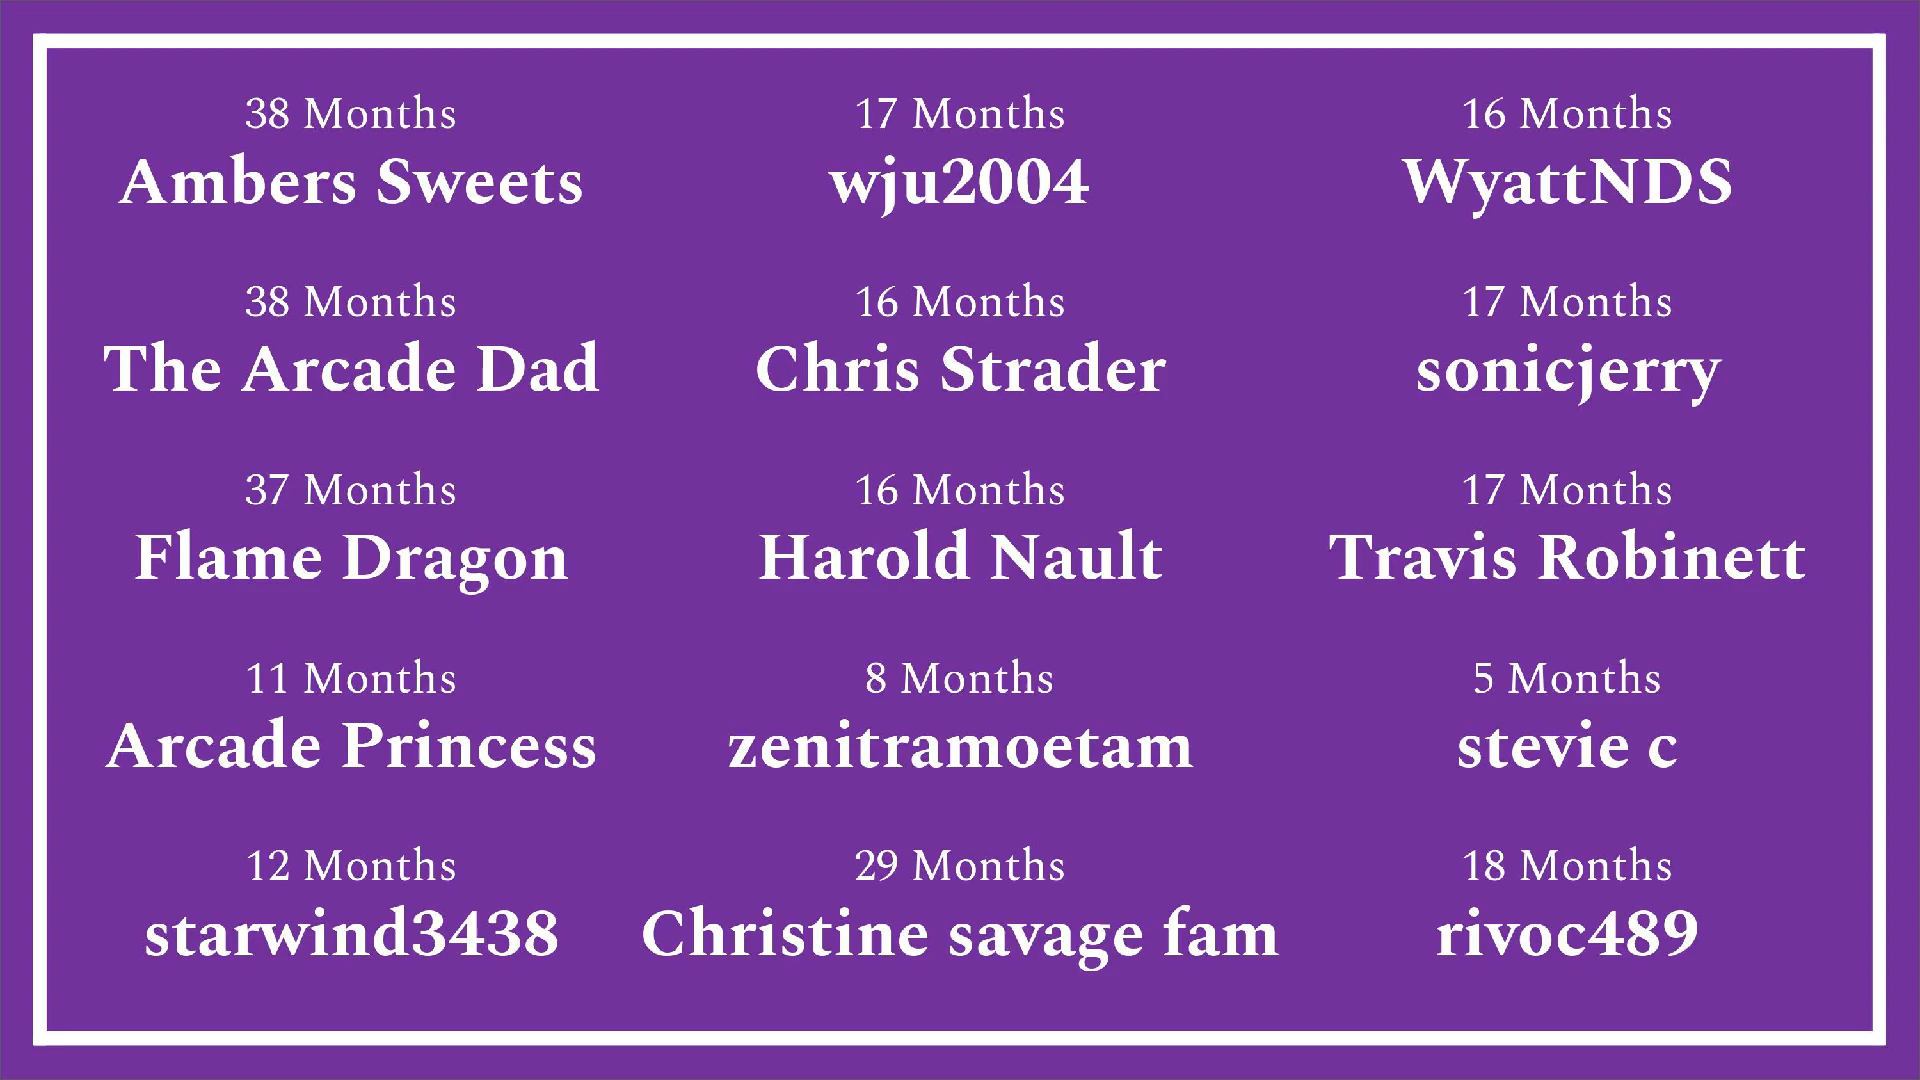 38 Months
Ambers Sweets
17 Months
wju2004
16 Months
WyattNDS
38 Months
The Arcade Dad
16 Months
Chris Strader
17 Months
sonicjerry
37 Months
Flame Dragon
16 Months
Harold Nault
17 Months
Travis Robinett
11 Months
Arcade Princess
8 Months
zenitramoetam
5 Months
stevie c
12 Months
starwind3438
29 Months
Christine savage fam
18 Months
rivoc489